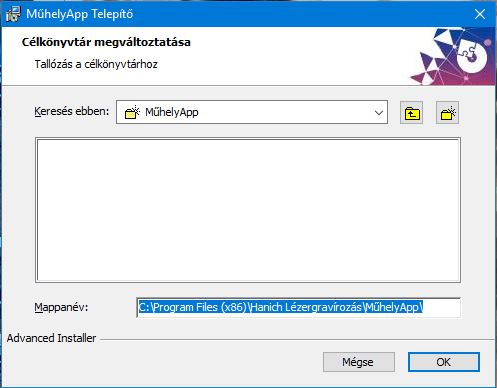 MűhelyApp Telepítő
Célkönyvtár megváltoztatása
Tallózás a célkönyvtárhoz
Keresés ebben: MűhelyApp
Mappanév: C:\Program Files (x86)\Hanich Lézergravírozás\MűhelyApp\
Advanced Installer
Mégse OK